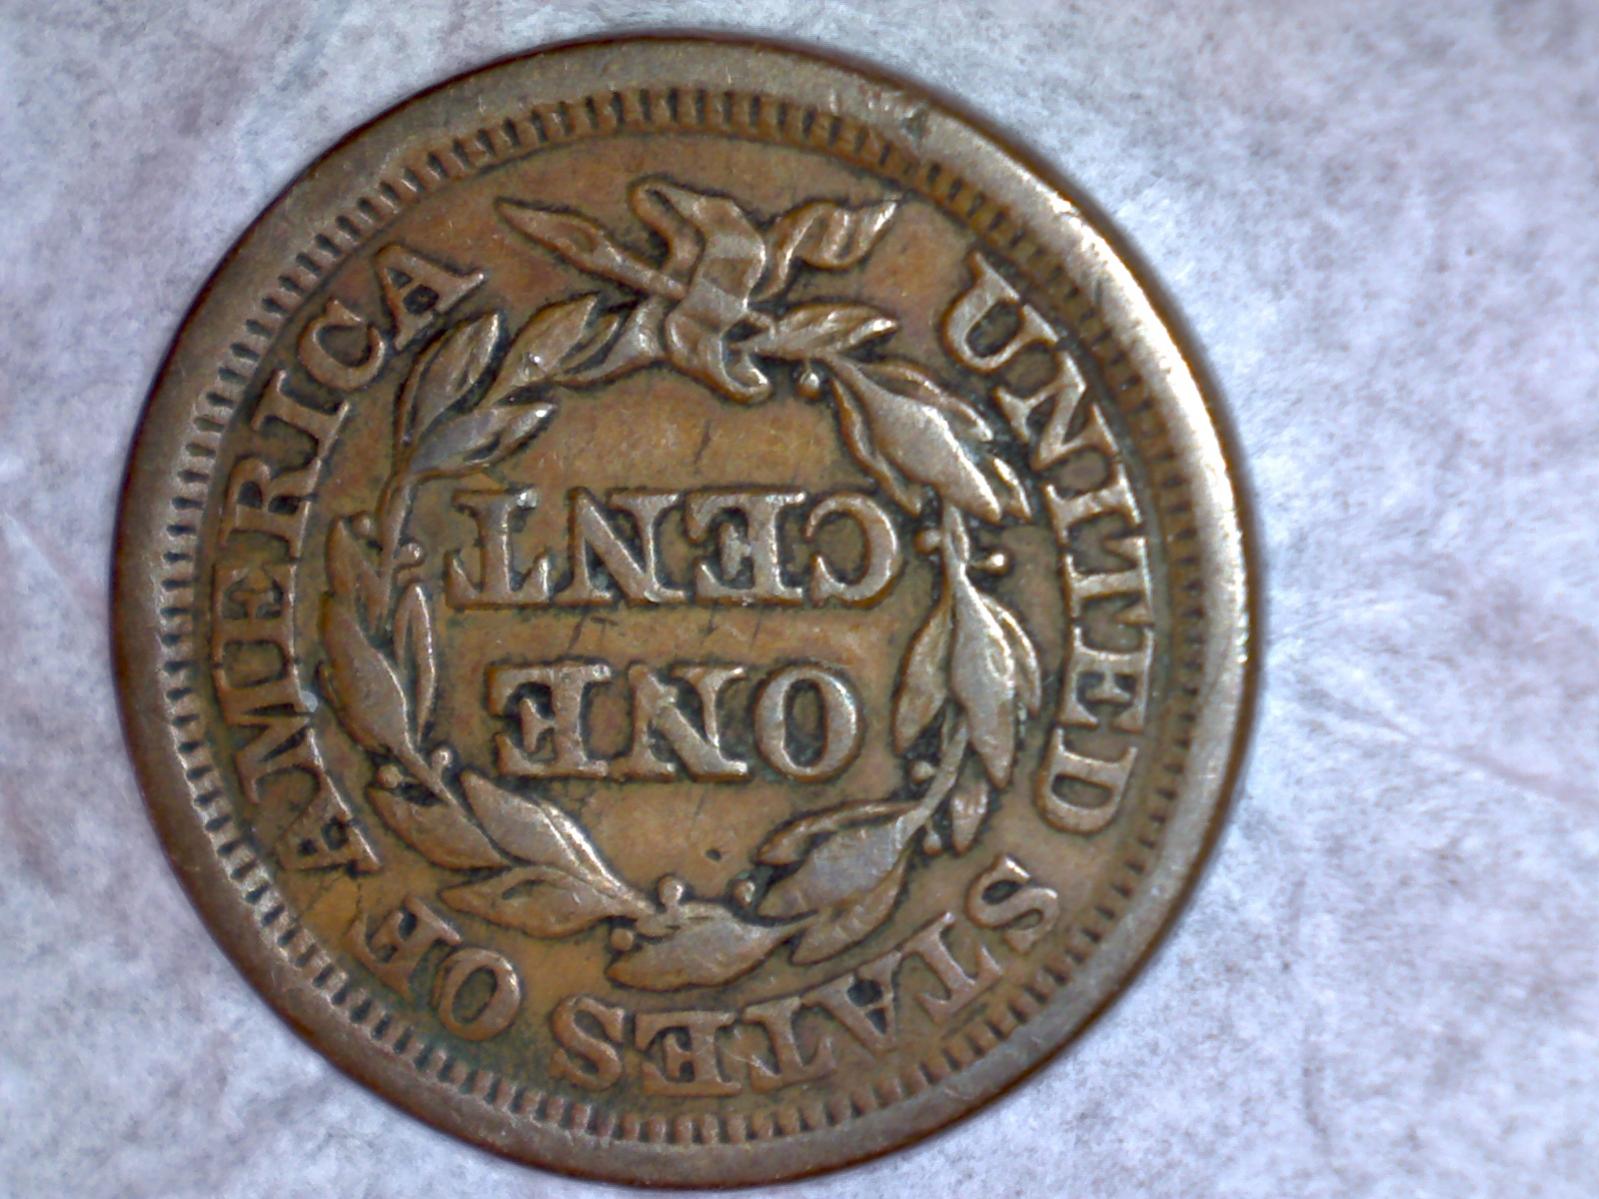 UNITED STATES OF AMERICA
ONE
CENT